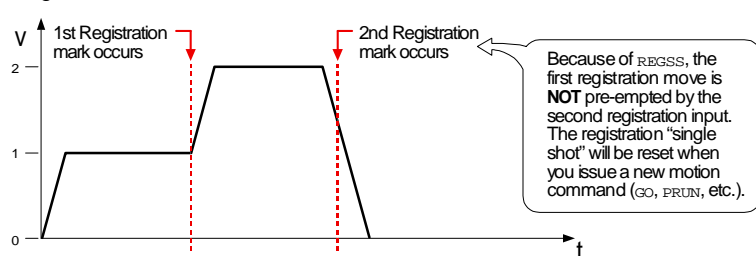 V
1st Registration
mark occurs
2nd Registration
mark occurs
Because of REGSS, the
first registration move is
NOT pre-empted by the
second registration input.
The registration “single
shot” will be reset when
you issue a new motion
command (GO, PRUN, etc.).
2
1
0
t